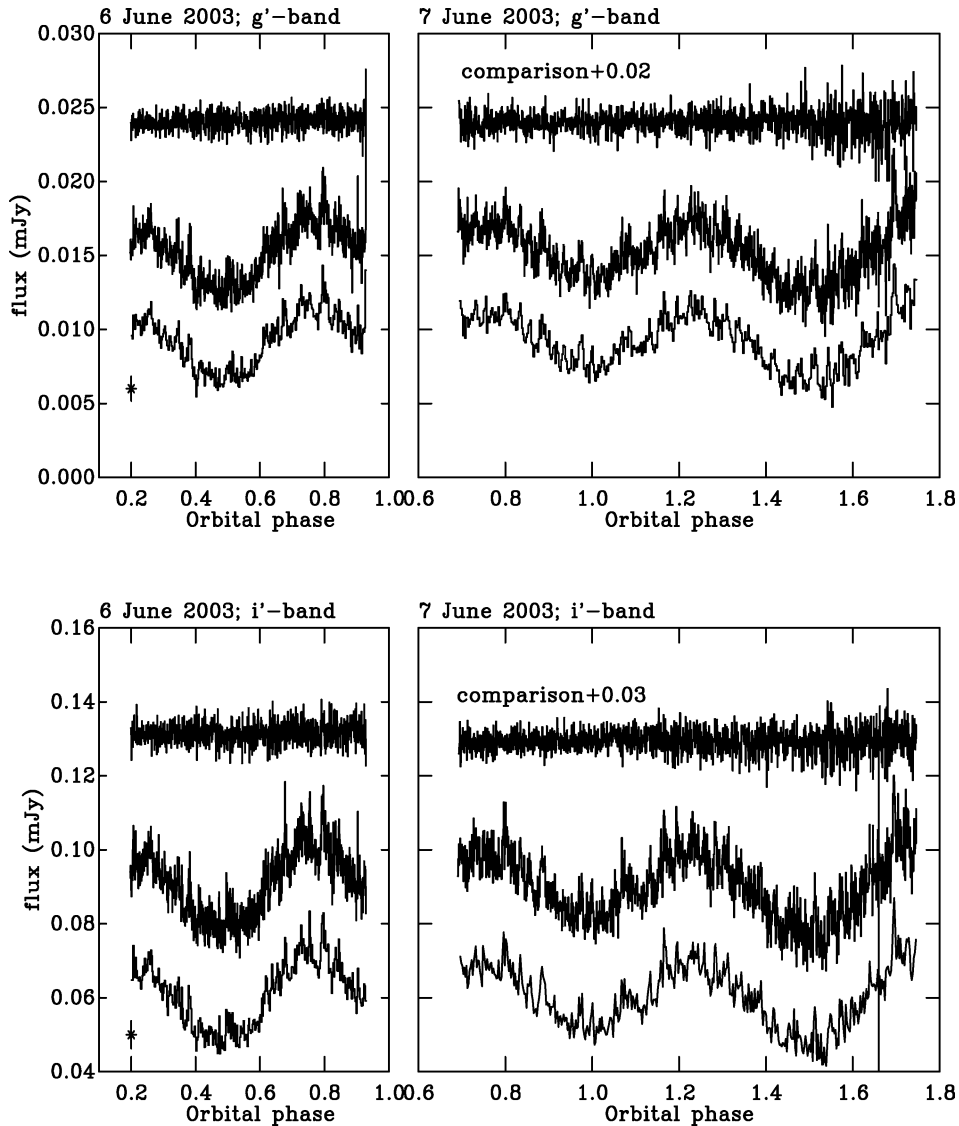 6 June 2003; g'-band
7 June 2003; g'-band
flux (mJy)
0.030
0.025
0.020
0.015
0.010
0.005
0.000
comparison+0.02
0.2 0.4 0.6 0.8 1.0
0.6 0.8 1.0 1.2 1.4 1.6 1.8
Orbital phase
Orbital phase
6 June 2003; i'-band
7 June 2003; i'-band
flux (mJy)
0.16
0.14
0.12
0.10
0.08
0.06
0.04
comparison+0.03
0.2 0.4 0.6 0.8 1.0
0.6 0.8 1.0 1.2 1.4 1.6 1.8
Orbital phase
Orbital phase